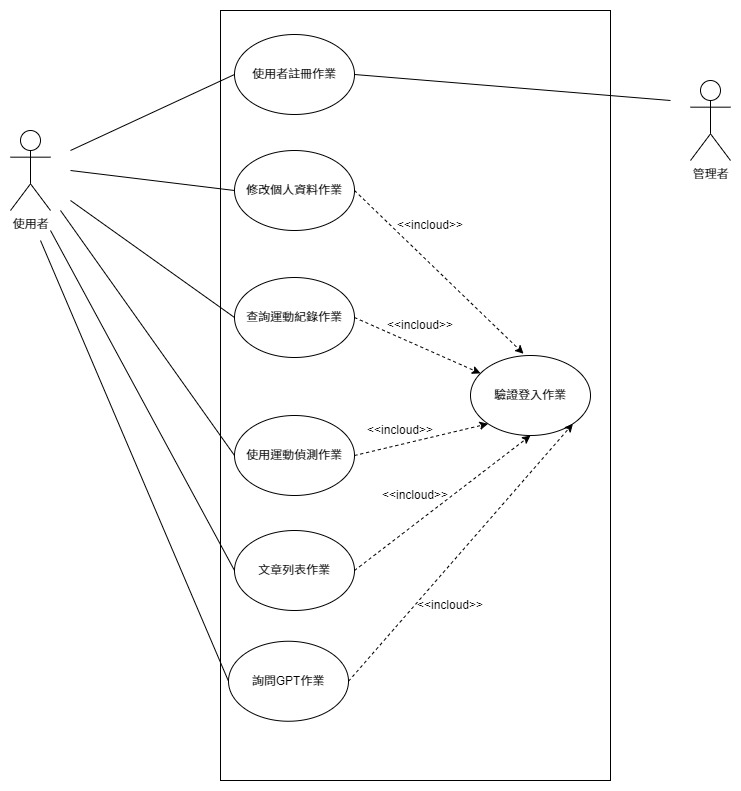 使用者註冊作業
管理者
修改個人資料作業
使用者
<<incloud>>
查詢運動紀錄作業
<<incloud>>
驗證登入作業
<<incloud>>
使用運動偵測作業
<<incloud>>
文章列表作業
<<incloud>>
詢問GPT作業